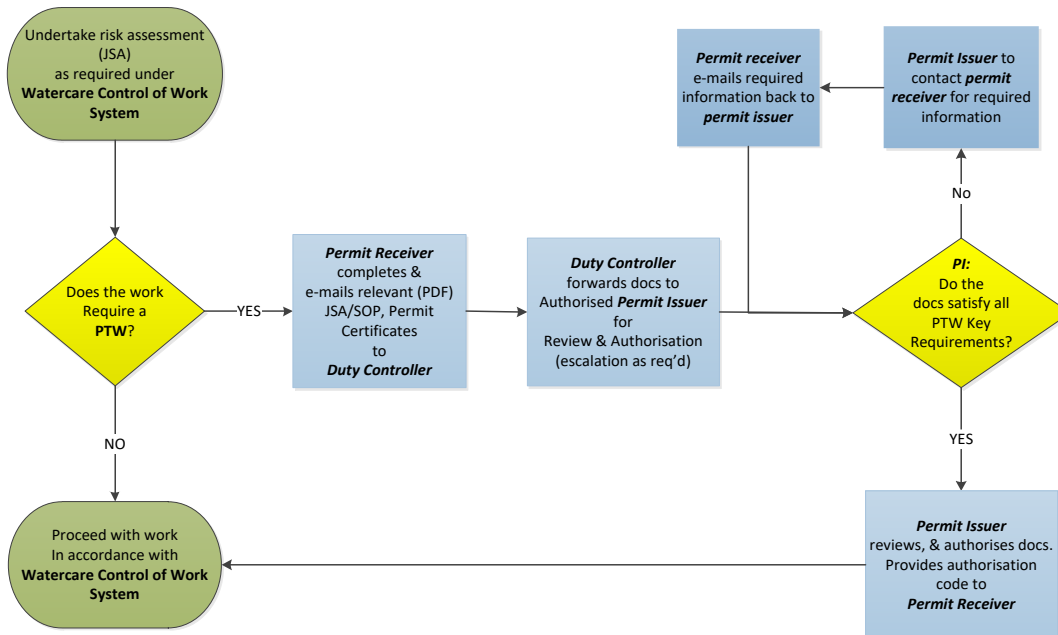 Undertake risk assessment
(JSA)
as required under
Watercare Control of Work
System
Permit receiver
e-mails required
information back to
permit issuer
Permit Issuer to
contact permit
receiver for required
information
No
Does the work
Require a
PTW?
YES
Permit Receiver
completes &
e-mails relevant (PDF)
JSA/SOP, Permit
Certificates
to
Duty Controller
Duty Controller
forwards docs to
Authorised Permit Issuer
for
Review & Authorisation
(escalation as req’d)
PI:
Do the
docs satisfy all
PTW Key
Requirements?
NO
YES
Proceed with work
In accordance with
Watercare Control of Work
System
Permit Issuer
reviews, & authorises docs.
Provides authorisation
code to
Permit Receiver